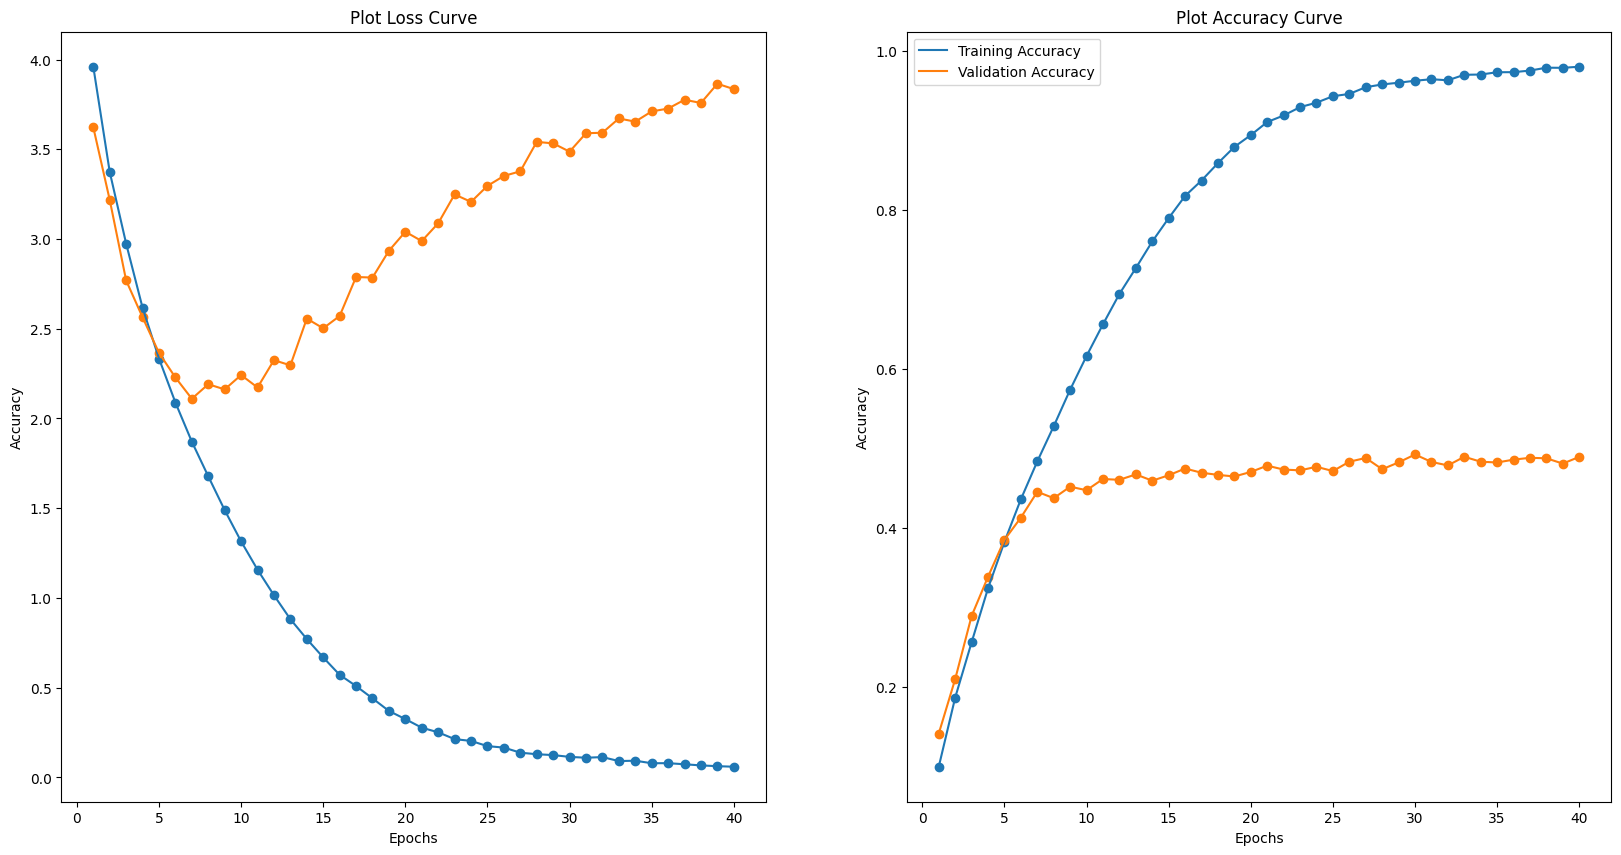 Plot Loss Curve
Accuracy
4.0
3.5
3.0
2.5
2.0
1.5
1.0
0.5
0.0
0 5 10 15 20 25 30 35 40
Epochs
Plot Accuracy Curve
Training Accuracy
Validation Accuracy
Accuracy
1.0
0.8
0.6
0.4
0.2
0 5 10 15 20 25 30 35 40
Epochs